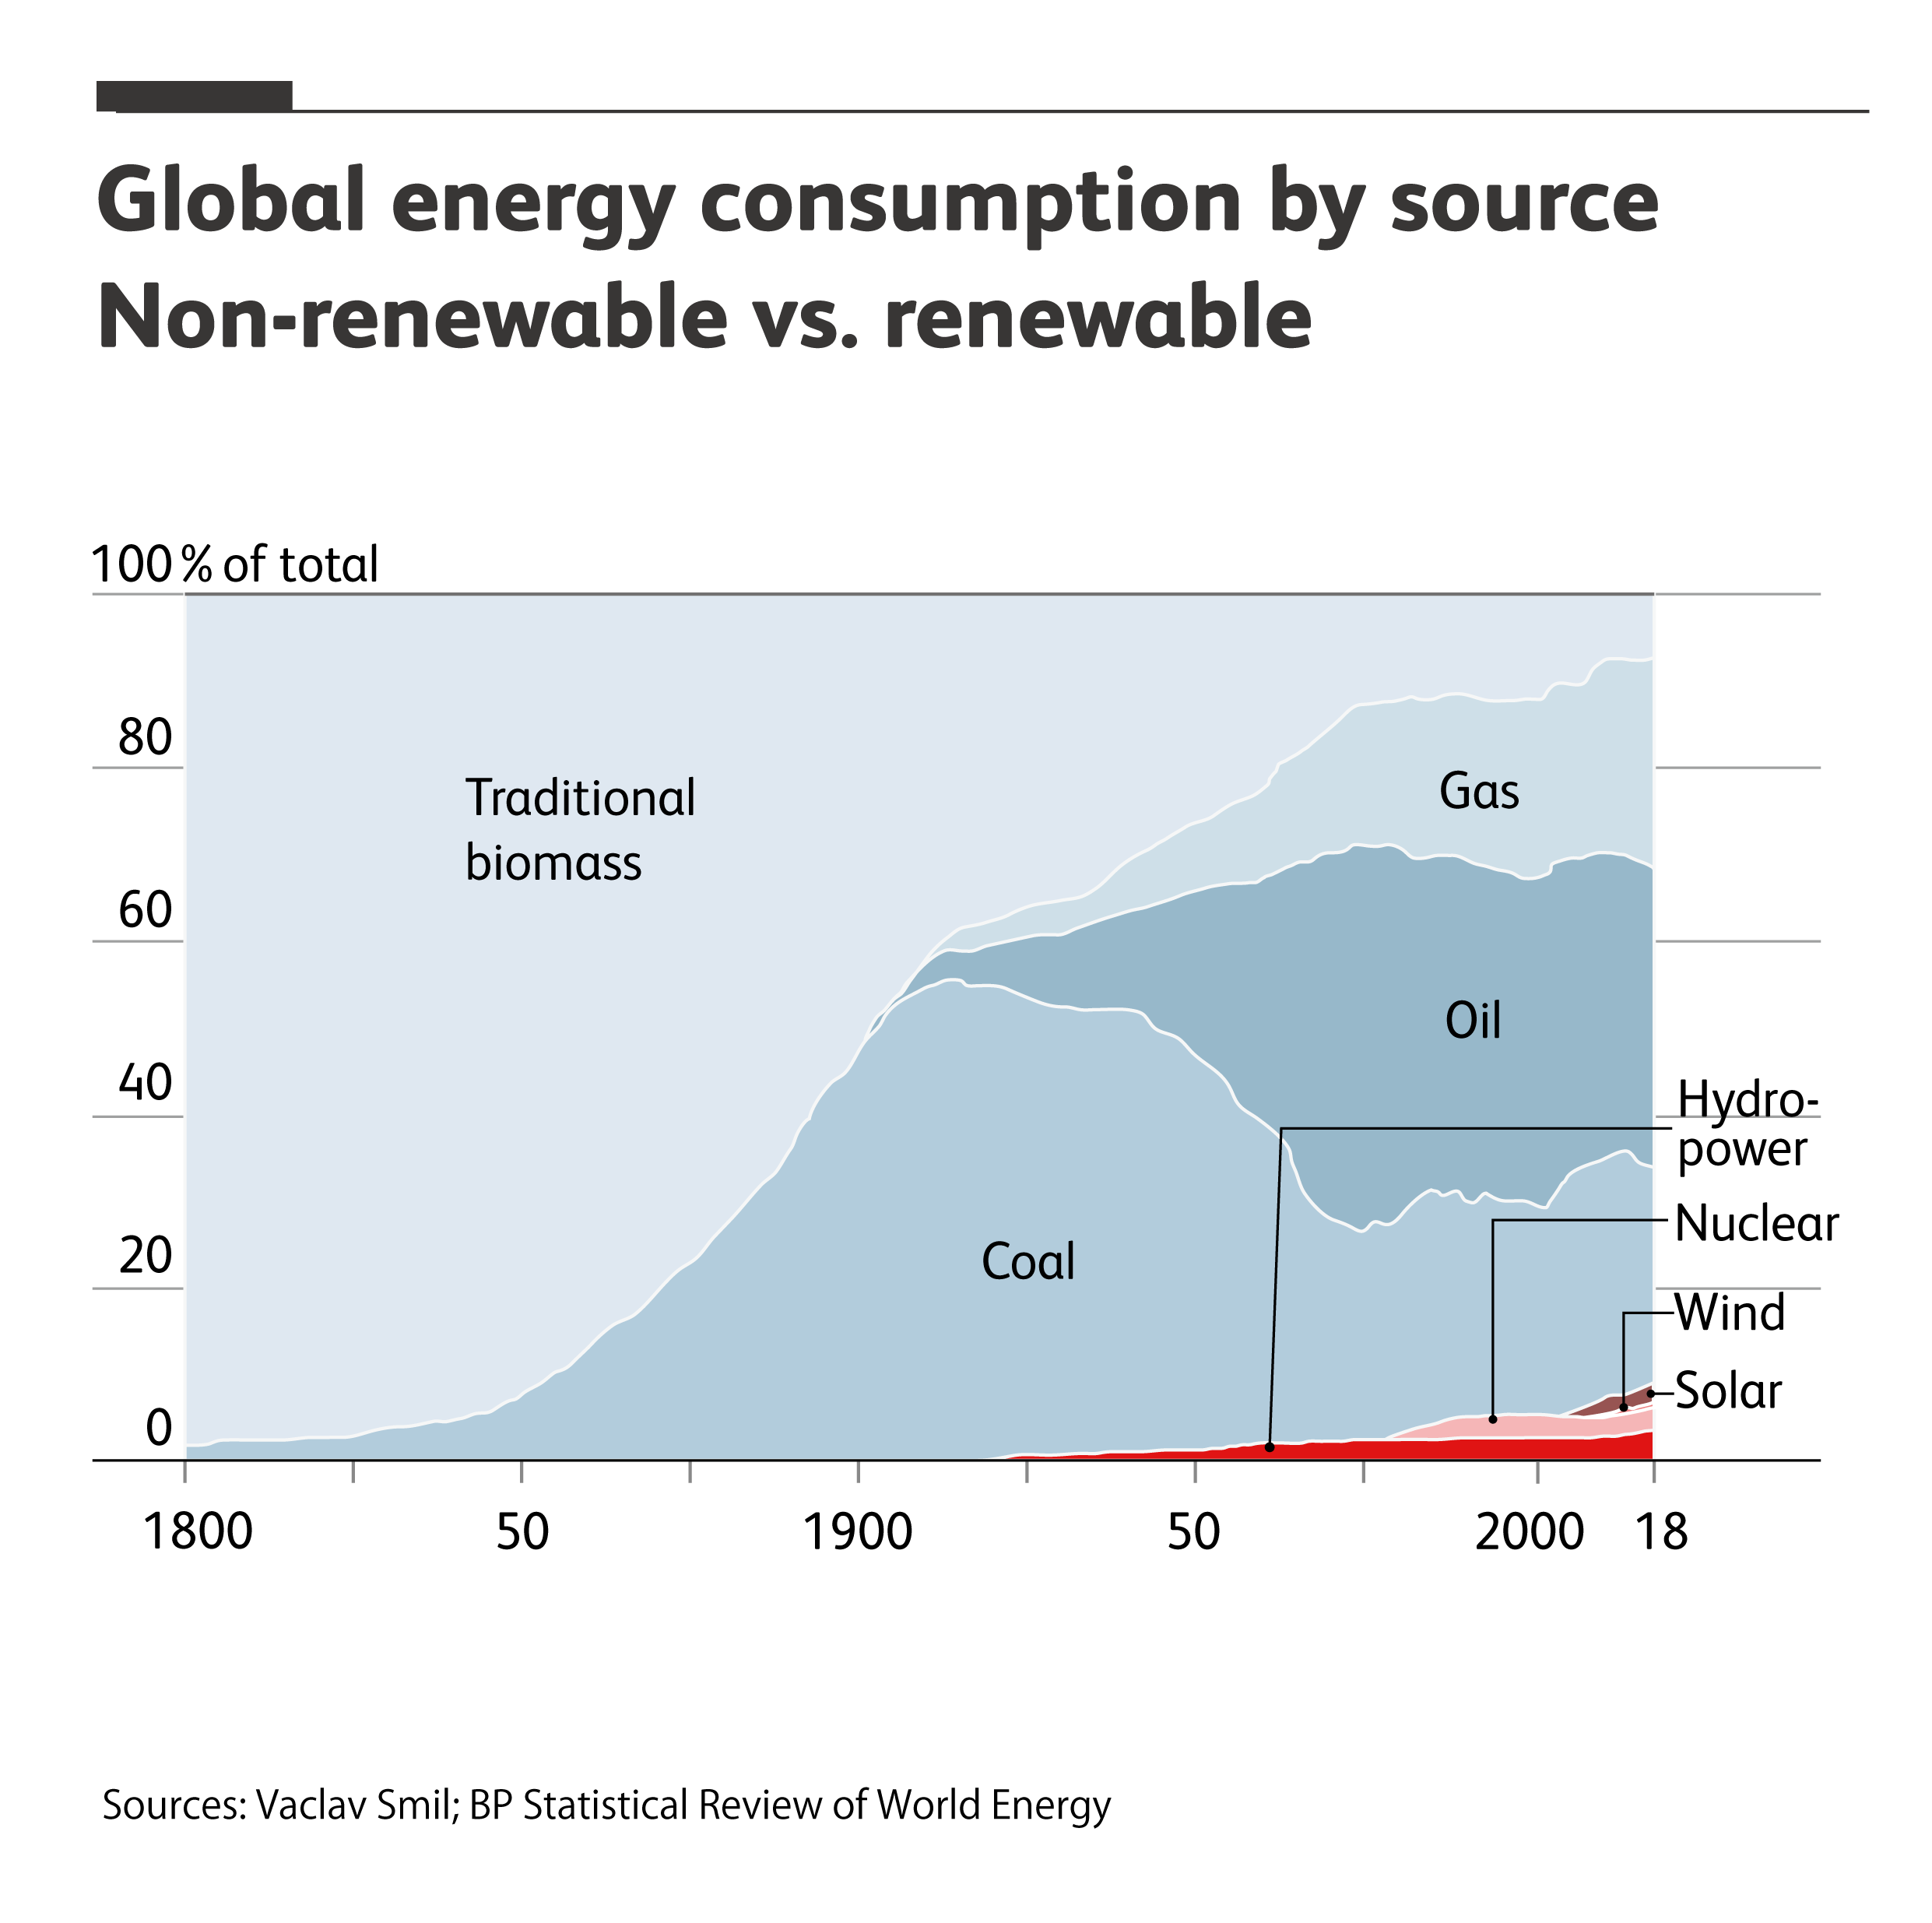 Global energy consumption by source
Non-renewable vs. renewable
100% of total
80
60
40
20
0
Traditional
biomass
Gas
Oil
Coal
Hydro-
power
Nuclear
Wind
Solar
1800
50
1900
50
2000
18
Sources: Vaclav Smil; BP Statistical Review of World Energy